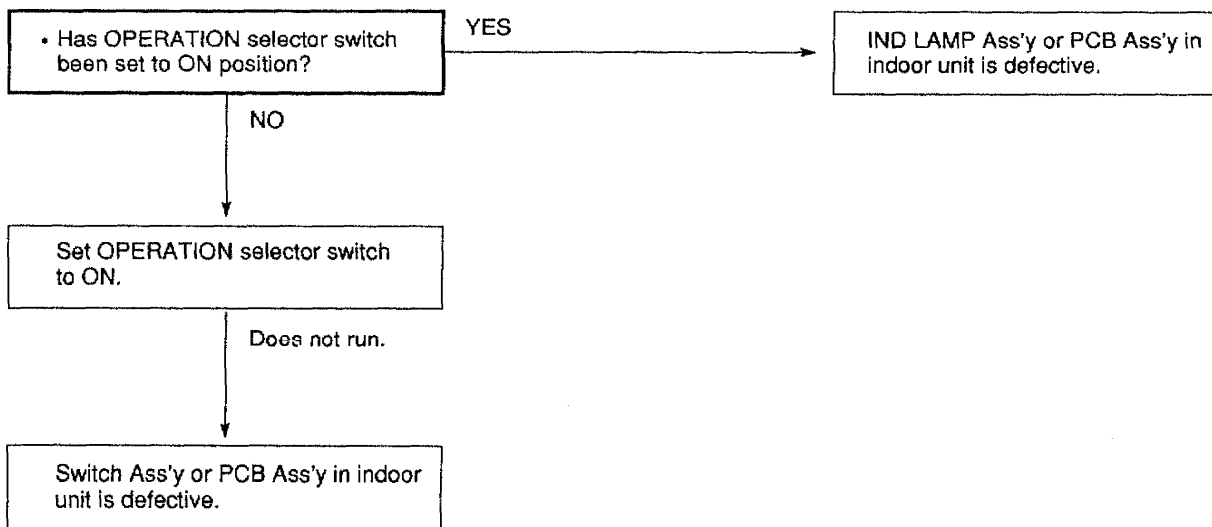 • Has OPERATION selector switch
been set to ON position?
YES
IND LAMP Ass'y or PCB Ass'y in
indoor unit is defective.
NO
Set OPERATION selector switch
to ON.
Does not run.
Switch Ass'y or PCB Ass'y in indoor
unit is defective.